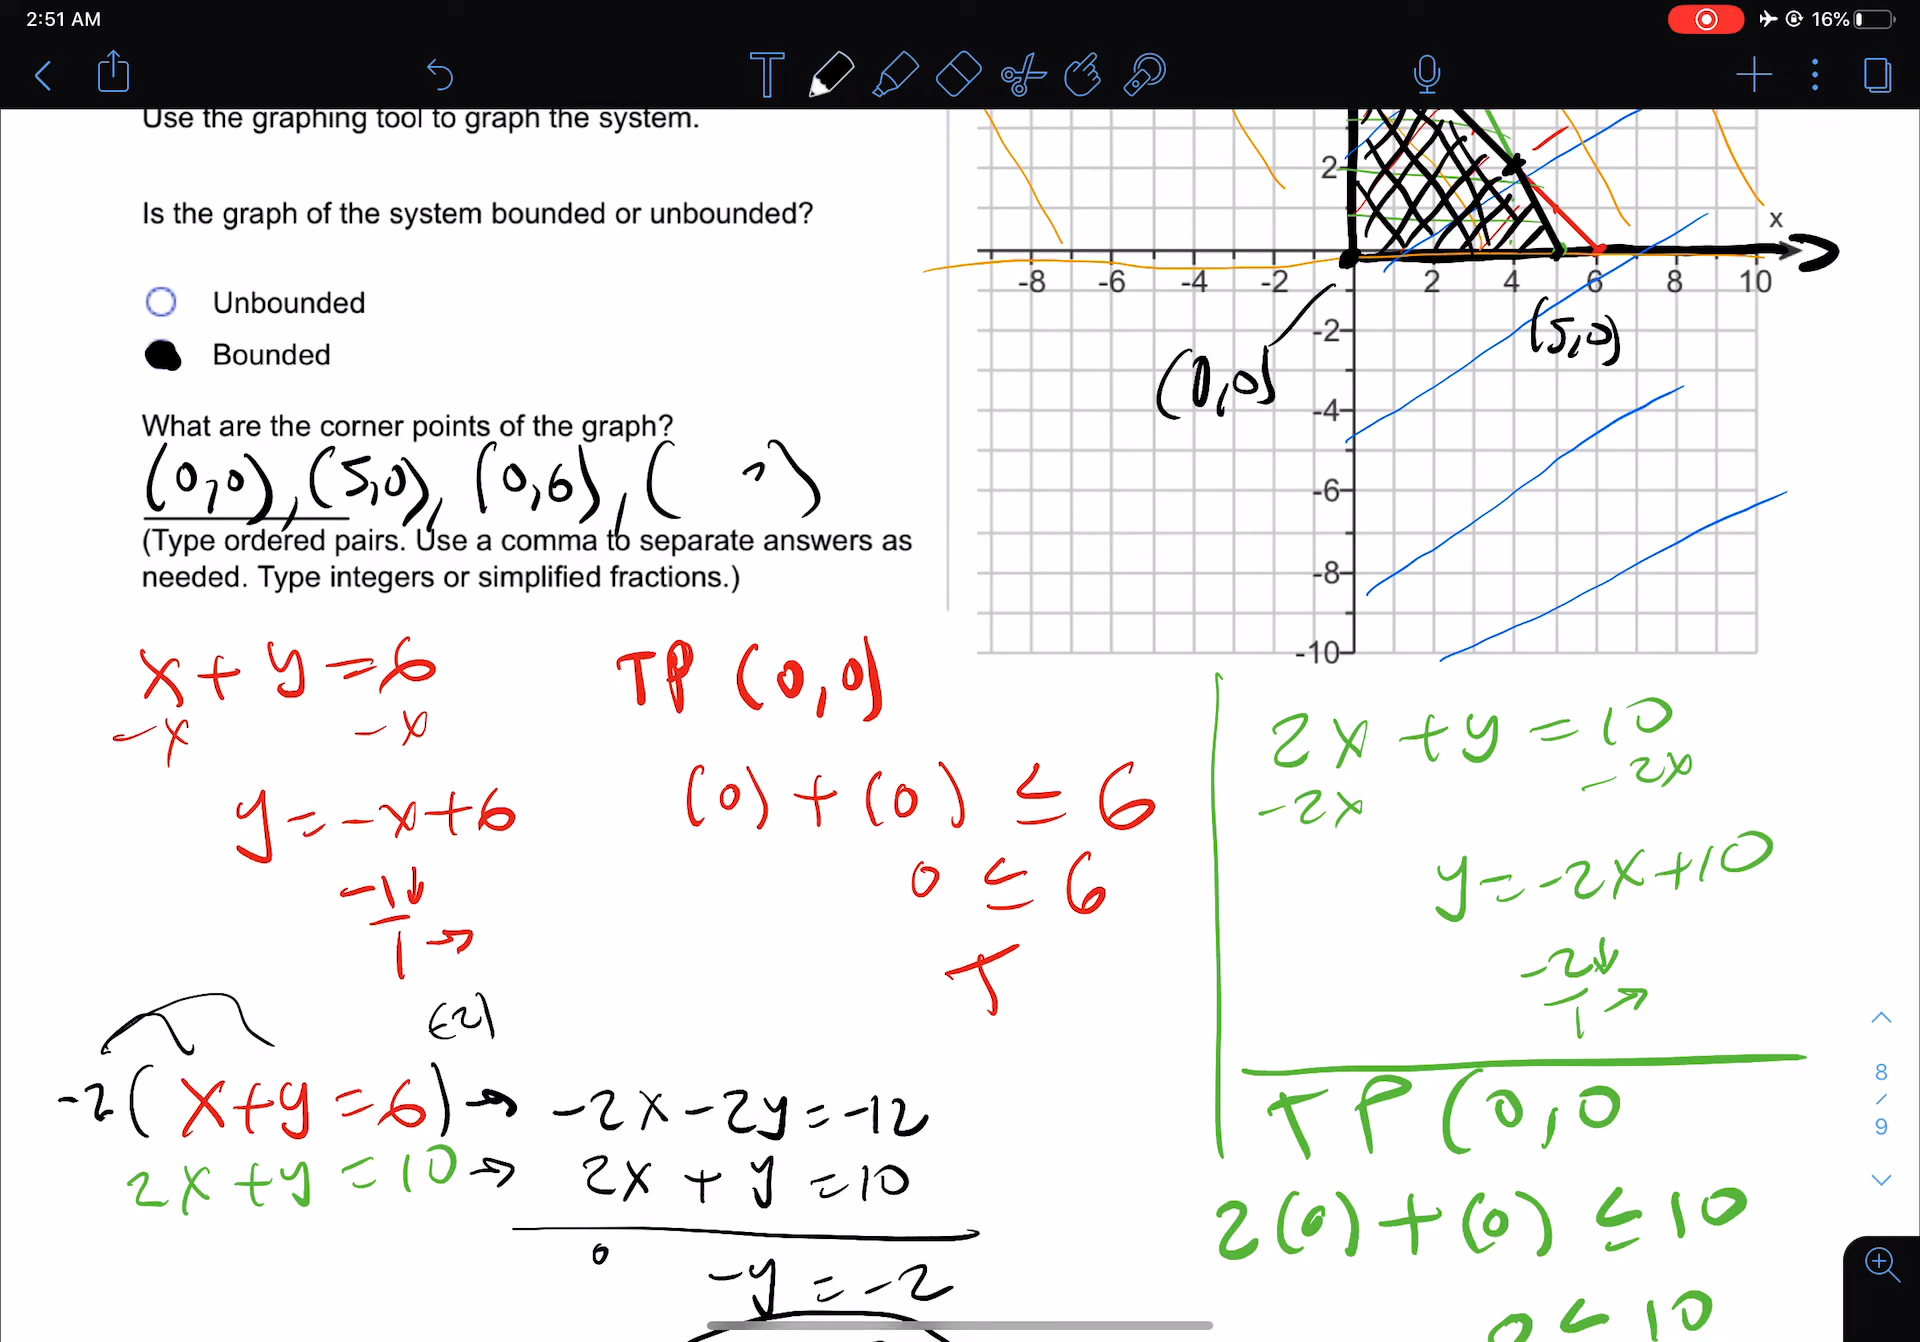 2:51 AM
16%
Use the graphing tool to graph the system.
Is the graph of the system bounded or unbounded?
Unbounded
Bounded
What are the corner points of the graph?
(0,0), (5,0), (0,6), ( , )
(Type ordered pairs. Use a comma to separate answers as
needed. Type integers or simplified fractions.)
2
x
-8 -6 -4 -2 2 4 6 8 10
-2
(5,0)
(0,0)
-4
-6
-8
-10
x + y = 6
-x -x
y = -x+6
-1↓
1 →
TP (0,0)
(0) + (0) ≤ 6
0 ≤ 6
T
2x + y = 10
-2x -2x
y = -2x+10
-2↓
1 →
TP (0,0
2(0) + (0) ≤ 10
0 ≤ 10
(-2)
-2( x+y = 6) → -2x - 2y = -12
2x + y = 10 → 2x + y = 10
0 -y = -2
8
/
9